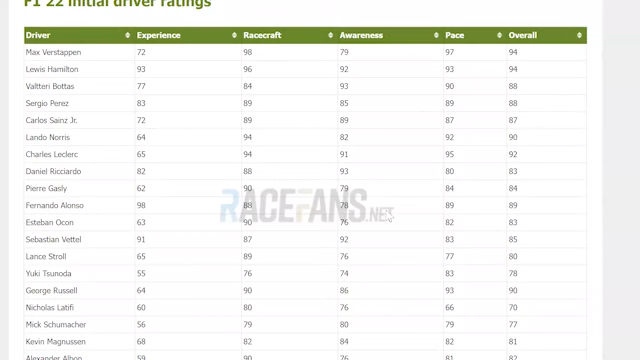 F1 22 initial driver ratings
Driver Experience Racecraft Awareness Pace Overall
Max Verstappen 72 98 79 97 94
Lewis Hamilton 93 96 92 93 94
Valtteri Bottas 77 84 93 90 88
Sergio Perez 83 89 85 89 88
Carlos Sainz Jr. 72 89 89 87 87
Lando Norris 64 94 82 92 90
Charles Leclerc 65 94 91 95 92
Daniel Ricciardo 82 88 93 80 83
Pierre Gasly 62 90 79 84 84
Fernando Alonso 98 88 78 89 89
Esteban Ocon 63 90 76 82 83
Sebastian Vettel 91 87 92 83 85
Lance Stroll 65 89 76 77 80
Yuki Tsunoda 55 76 74 83 78
George Russell 64 90 86 93 90
Nicholas Latifi 60 80 76 66 70
Mick Schumacher 56 79 80 79 77
Kevin Magnussen 68 82 84 82 81
Alexander Albon 59 90 76 81 82
RACEFANS.NET